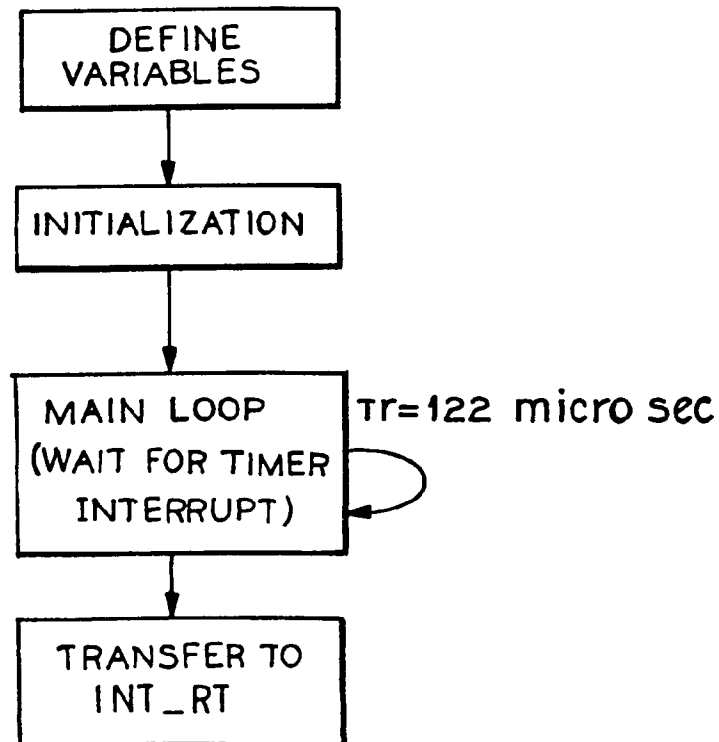 DEFINE
VARIABLES
INITIALIZATION
MAIN LOOP
(WAIT FOR TIMER
INTERRUPT)
Tr=122 micro sec
TRANSFER TO
INT_RT